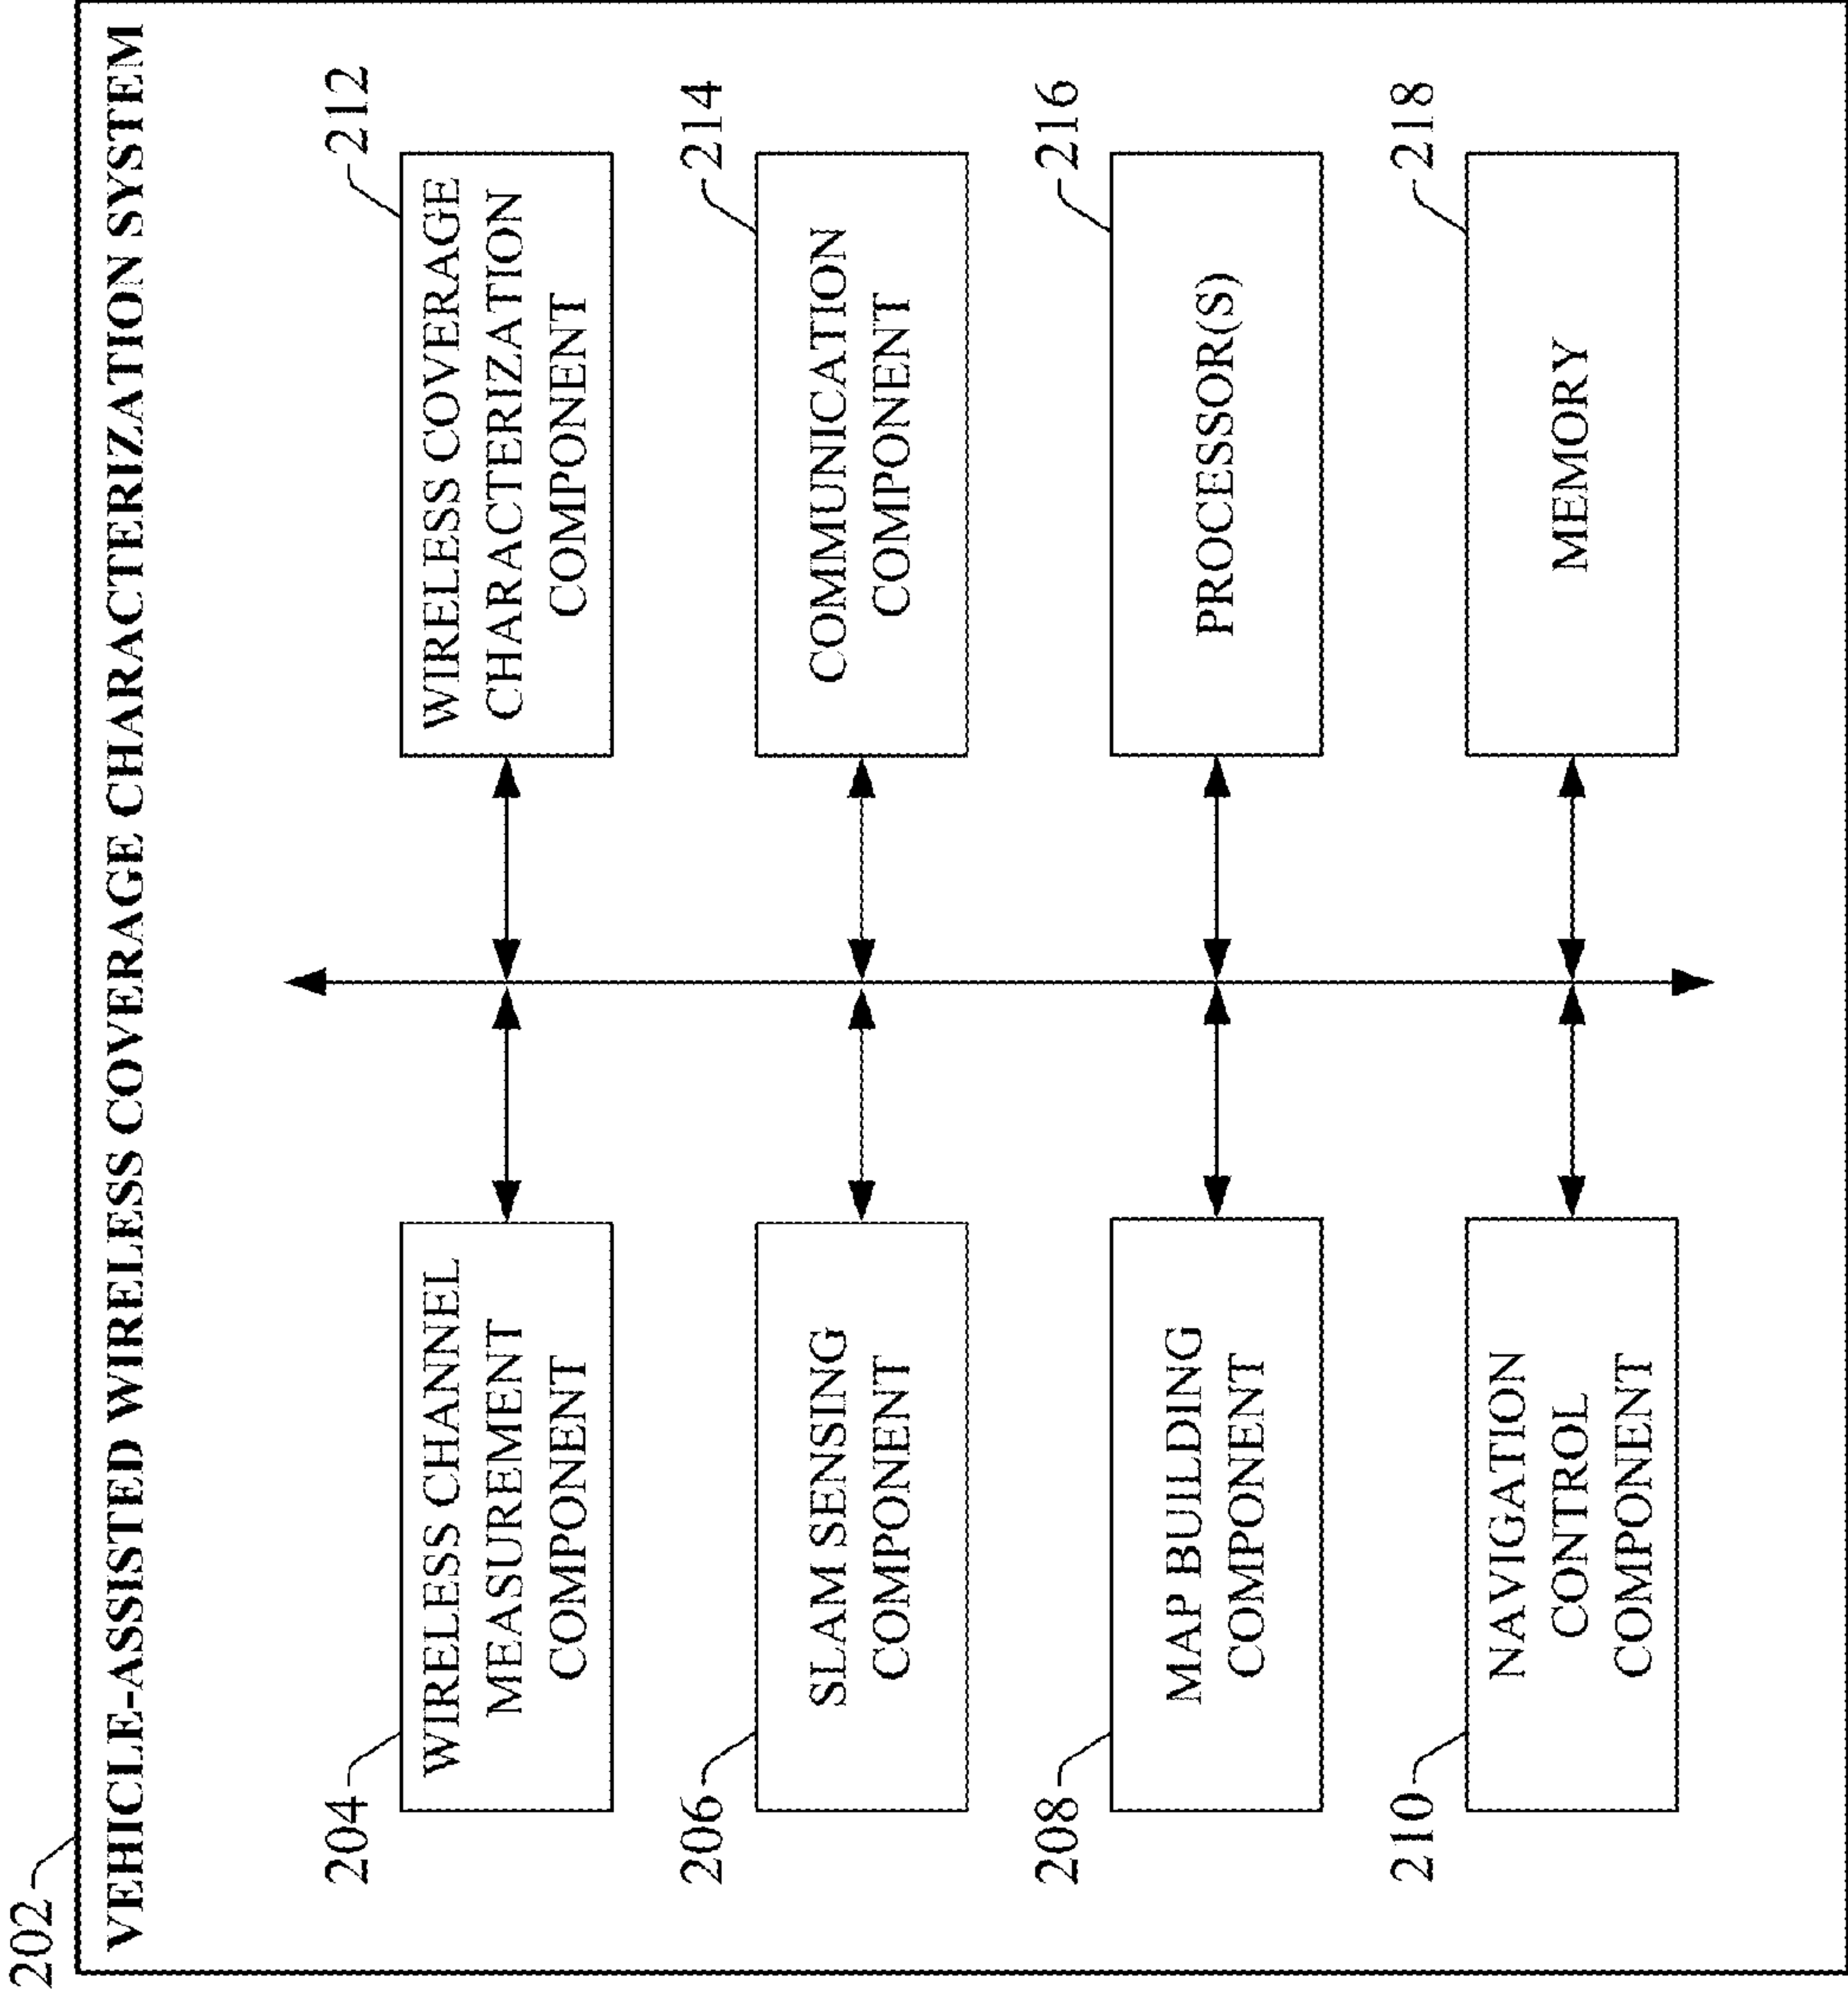 202
VEHICLE-ASSISTED WIRELESS COVERAGE CHARACTERIZATION SYSTEM
204
WIRELESS CHANNEL
MEASUREMENT
COMPONENT
212
WIRELESS COVERAGE
CHARACTERIZATION
COMPONENT
206
SLAM SENSING
COMPONENT
214
COMMUNICATION
COMPONENT
208
MAP BUILDING
COMPONENT
216
PROCESSOR(S)
210
NAVIGATION
CONTROL
COMPONENT
218
MEMORY